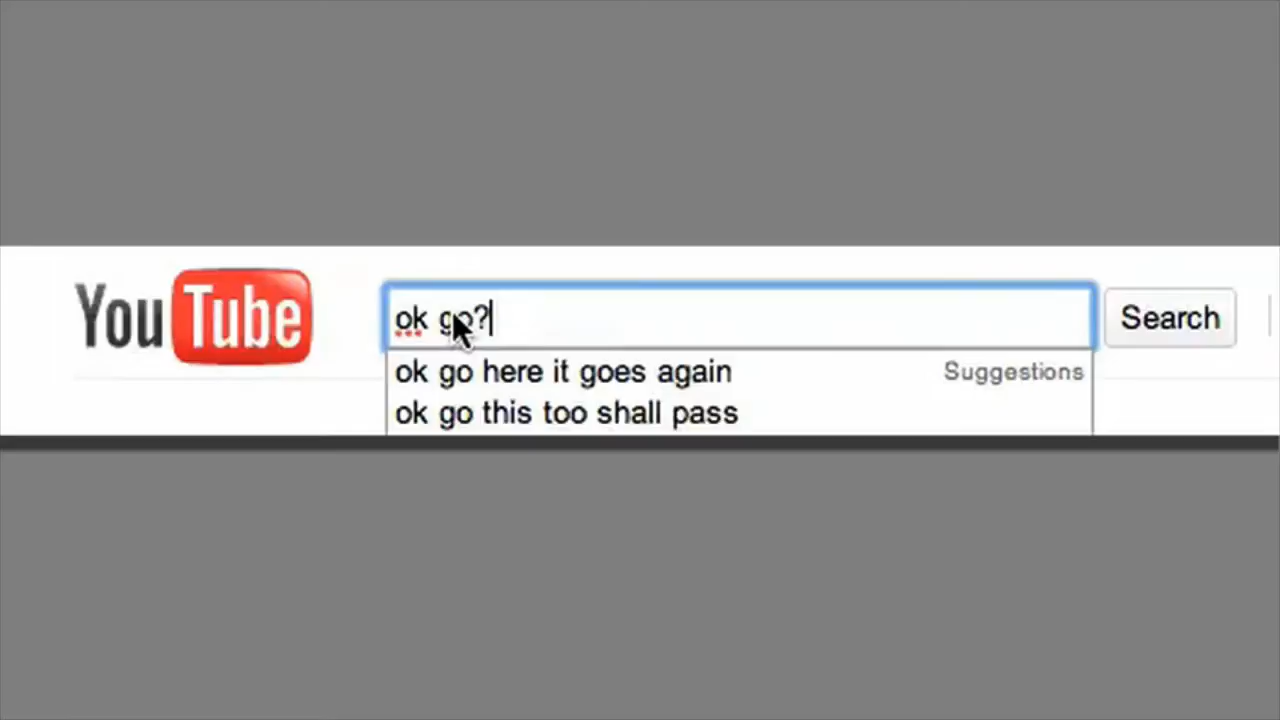 YouTube
ok go?
Search
ok go here it goes again
Suggestions
ok go this too shall pass